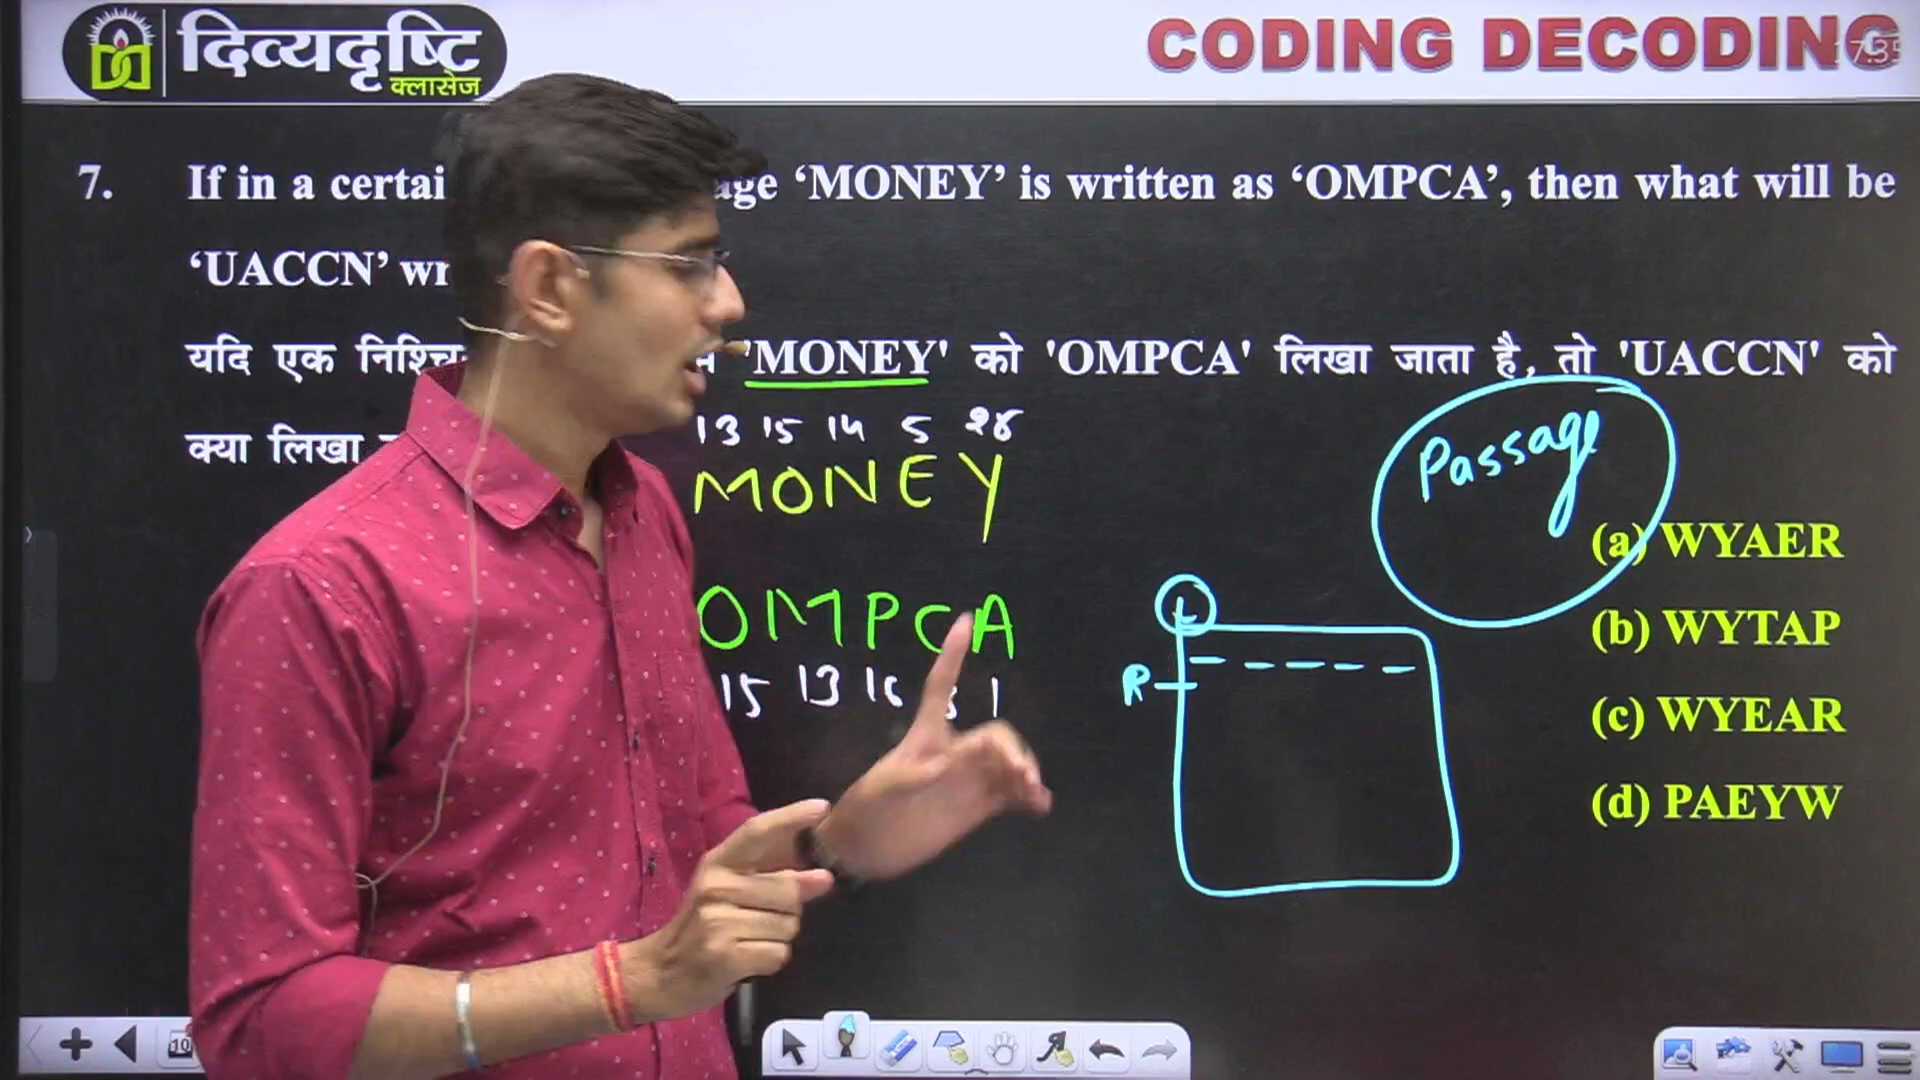 दिव्यदृष्टि
क्लासेज
CODING DECODING
7. If in a certai ‘MONEY’ is written as ‘OMPCA’, then what will be
‘UACCN’ wr
यदि एक निश्चि 'MONEY' को 'OMPCA' लिखा जाता है, तो 'UACCN' को
क्या लिखा
13 15 14 5
MONEY
Passage
(a) WYAER
OMPCA
(b) WYTAP
15 13 16 3 1
R
(c) WYEAR
(d) PAEYW
10